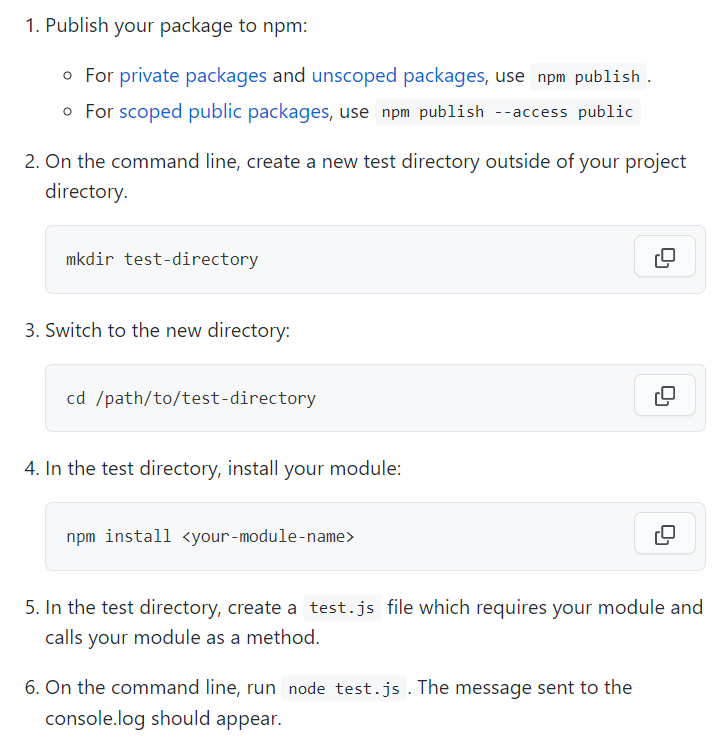 1. Publish your package to npm:
For private packages and unscoped packages, use npm publish .
For scoped public packages, use npm publish --access public
2. On the command line, create a new test directory outside of your project
directory.
mkdir test-directory
3. Switch to the new directory:
cd /path/to/test-directory
4. In the test directory, install your module:
npm install <your-module-name>
5. In the test directory, create a test.js file which requires your module and
calls your module as a method.
6. On the command line, run node test.js . The message sent to the
console.log should appear.